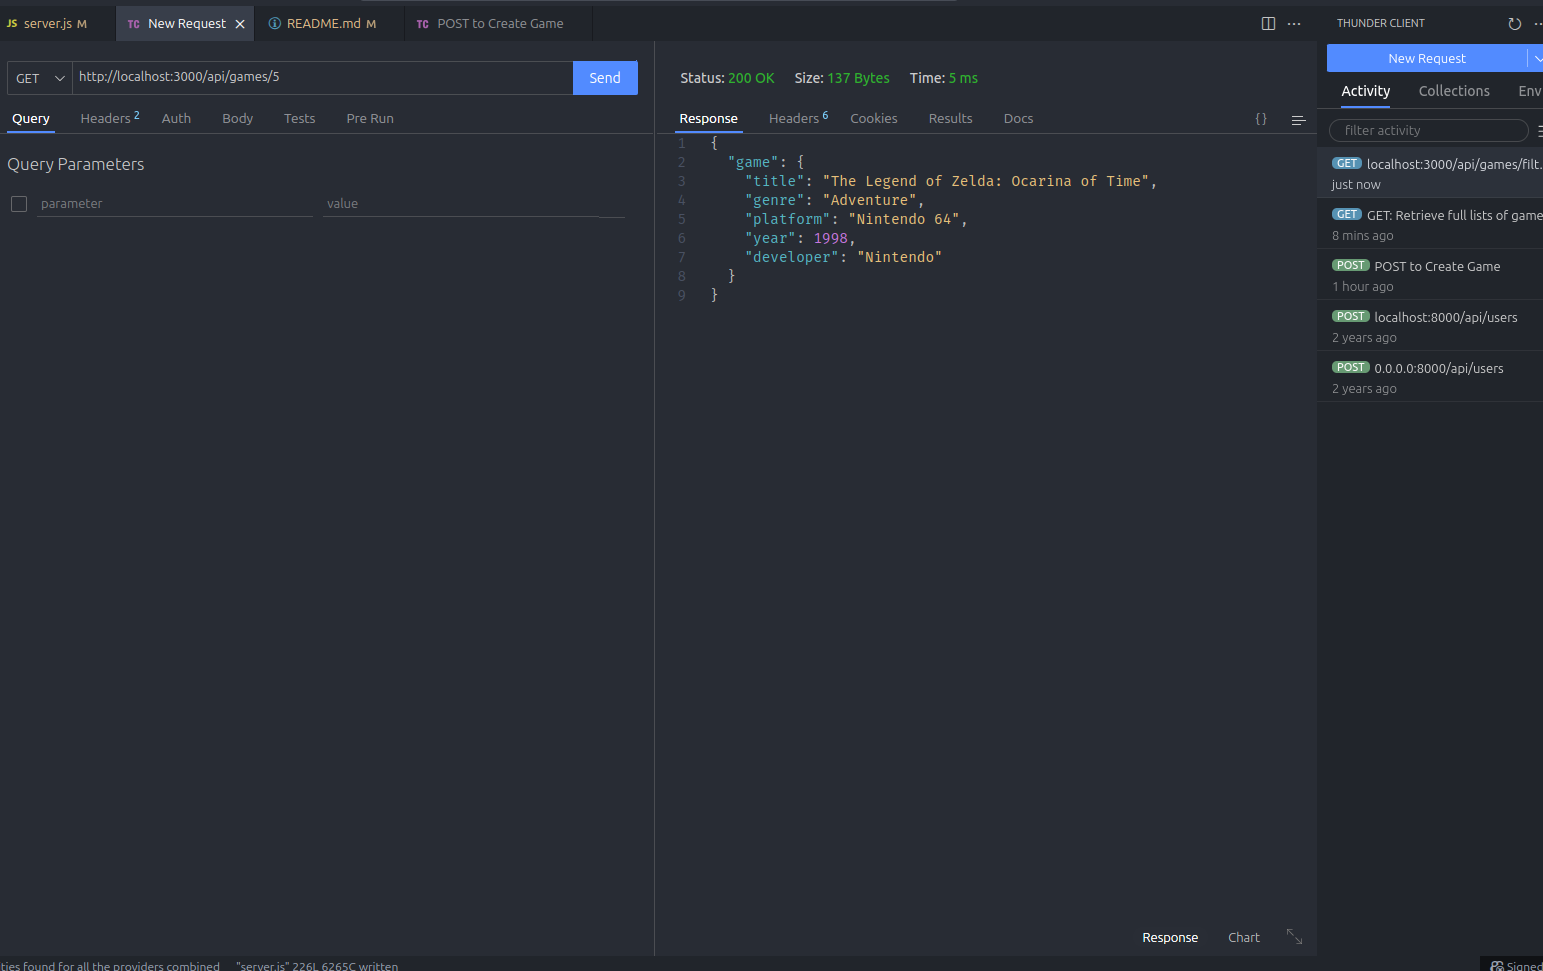 JS server.js M
TC New Request ×
README.md M
TC POST to Create Game
THUNDER CLIENT
GET http://localhost:3000/api/games/5 Send
Query Headers 2 Auth Body Tests Pre Run
Query Parameters
parameter value
Status: 200 OK Size: 137 Bytes Time: 5 ms
Response Headers 6 Cookies Results Docs {}
1 {
2 "game": {
3 "title": "The Legend of Zelda: Ocarina of Time",
4 "genre": "Adventure",
5 "platform": "Nintendo 64",
6 "year": 1998,
7 "developer": "Nintendo"
8 }
9 }
Response Chart
New Request
Activity Collections Env
filter activity
GET localhost:3000/api/games/filt...
just now
GET GET: Retrieve full lists of game
8 mins ago
POST POST to Create Game
1 hour ago
POST localhost:8000/api/users
2 years ago
POST 0.0.0.0:8000/api/users
2 years ago
ties found for all the providers combined "server.js" 226L 6265C written
Signed